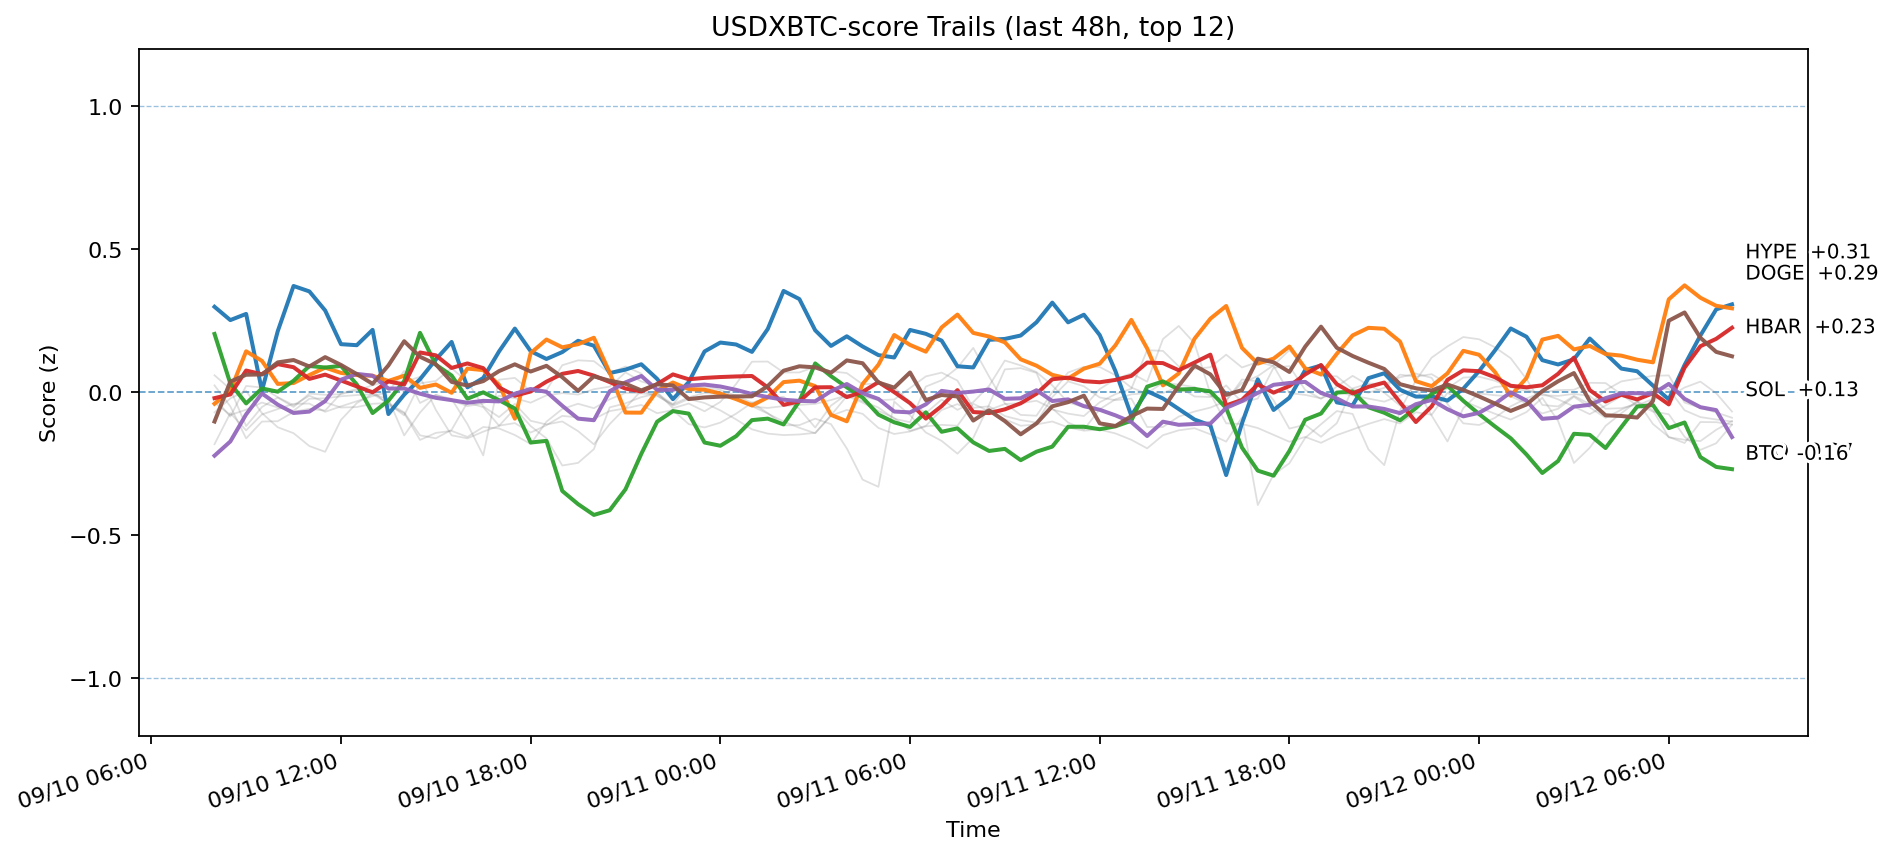 USDXBTC-score Trails (last 48h, top 12)
Score (z)
1.0
0.5
0.0
−0.5
−1.0
HYPE +0.31
DOGE +0.29
HBAR +0.23
SOL +0.13
BTC -0.16
09/10 06:00
09/10 12:00
09/10 18:00
09/11 00:00
09/11 06:00
09/11 12:00
09/11 18:00
09/12 00:00
09/12 06:00
Time